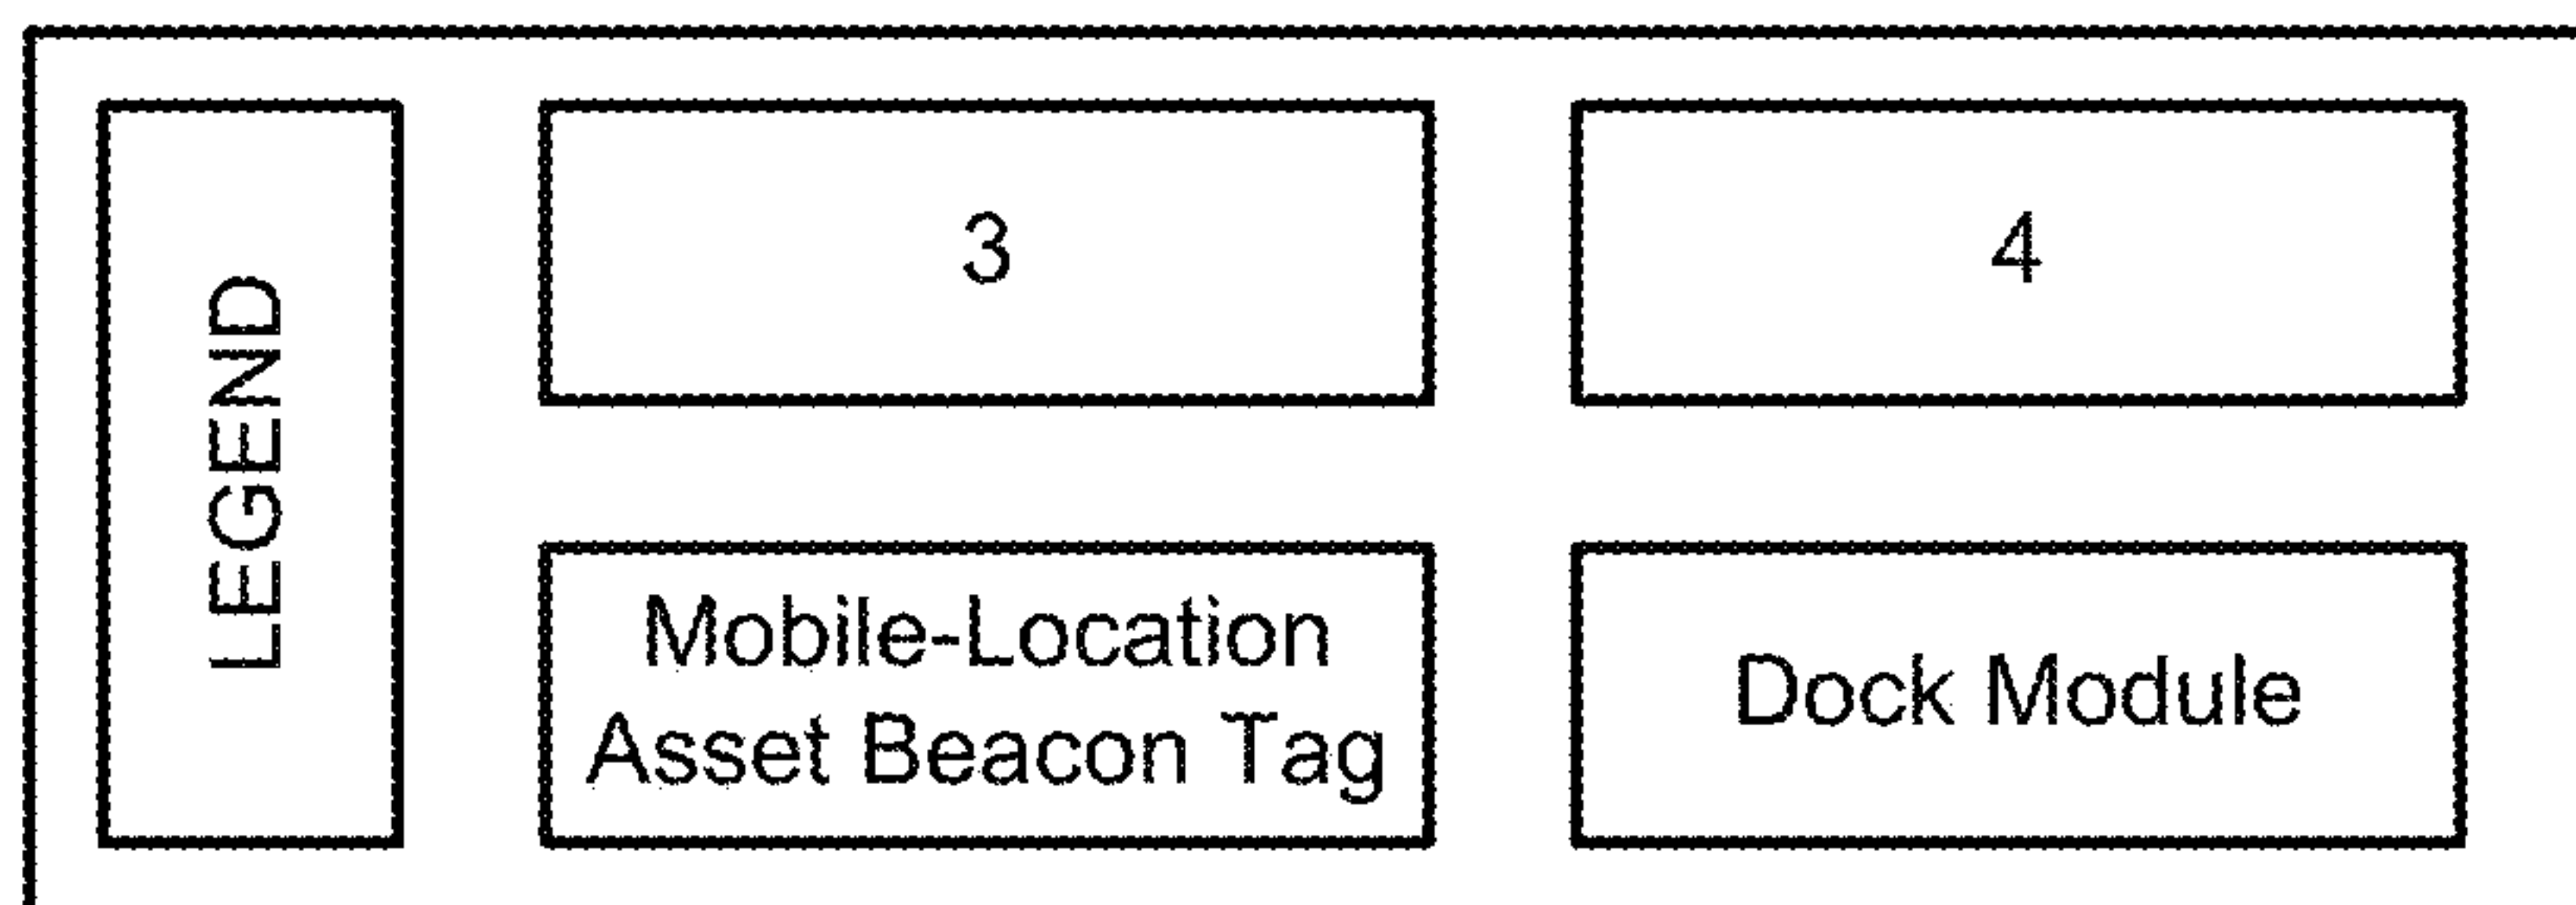 LEGEND
3
4
Mobile-Location
Asset Beacon Tag
Dock Module